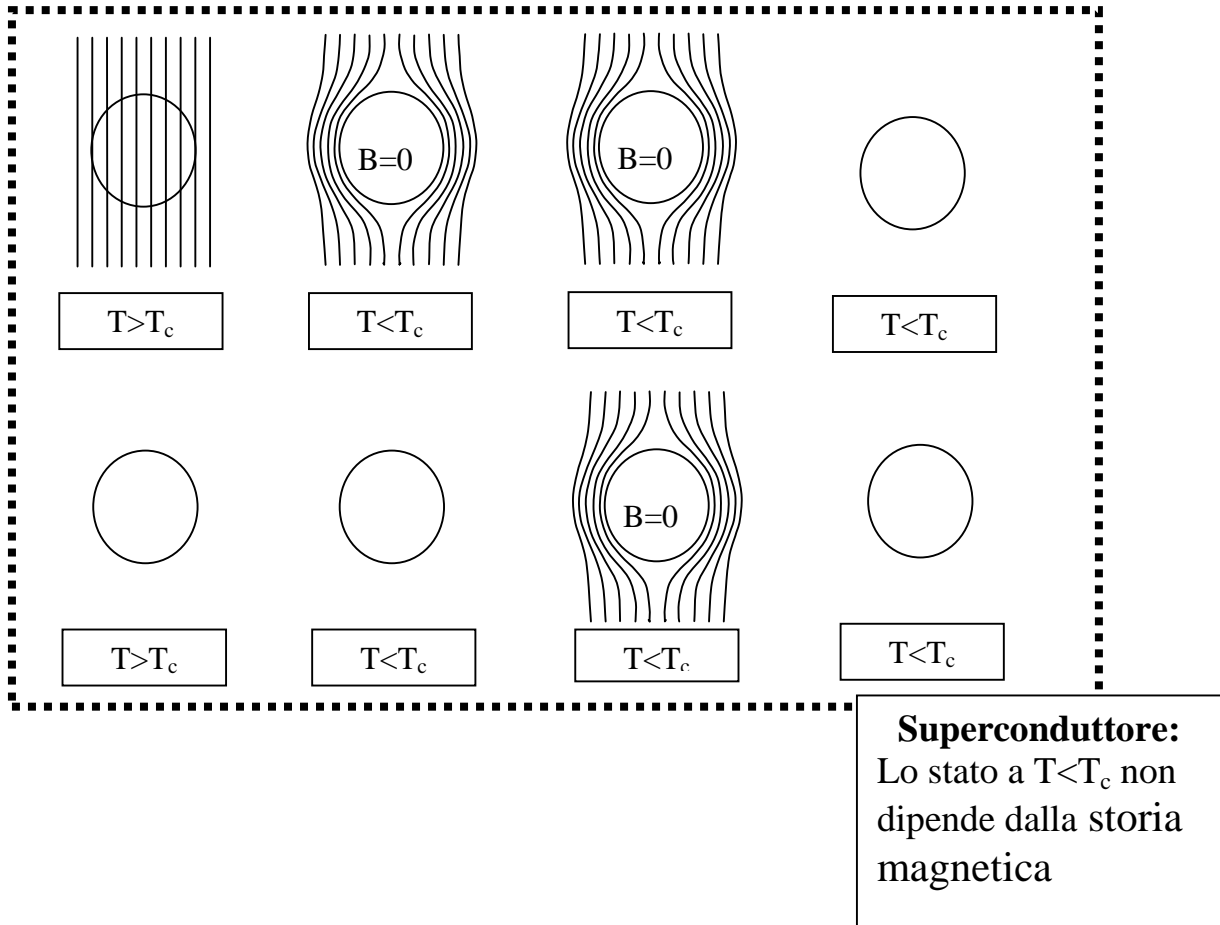 B=0
B=0
T>Tc
T<Tc
T<Tc
T<Tc
B=0
T>Tc
T<Tc
T<Tc
T<Tc
Superconduttore:
Lo stato a T<Tc non
dipende dalla storia
magnetica